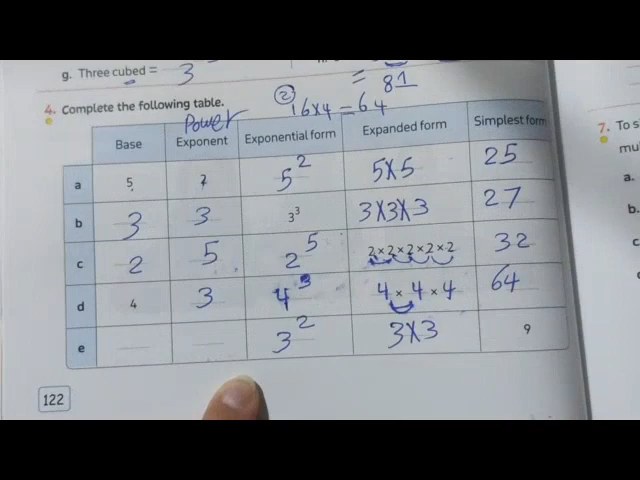 g. Three cubed = 3
= 81
4. Complete the following table.
② 16x4 = 64
Power
Base Exponent Exponential form Expanded form Simplest form
a 5 2 5² 5x5 25
b 3 3 3³ 3x3x3 27
c 2 5 2⁵ 2×2×2×2×2 32
d 4 3 4³ 4 × 4 × 4 64
e 3² 3x3 9
122
7. To s
mul
a.
b.
c
d